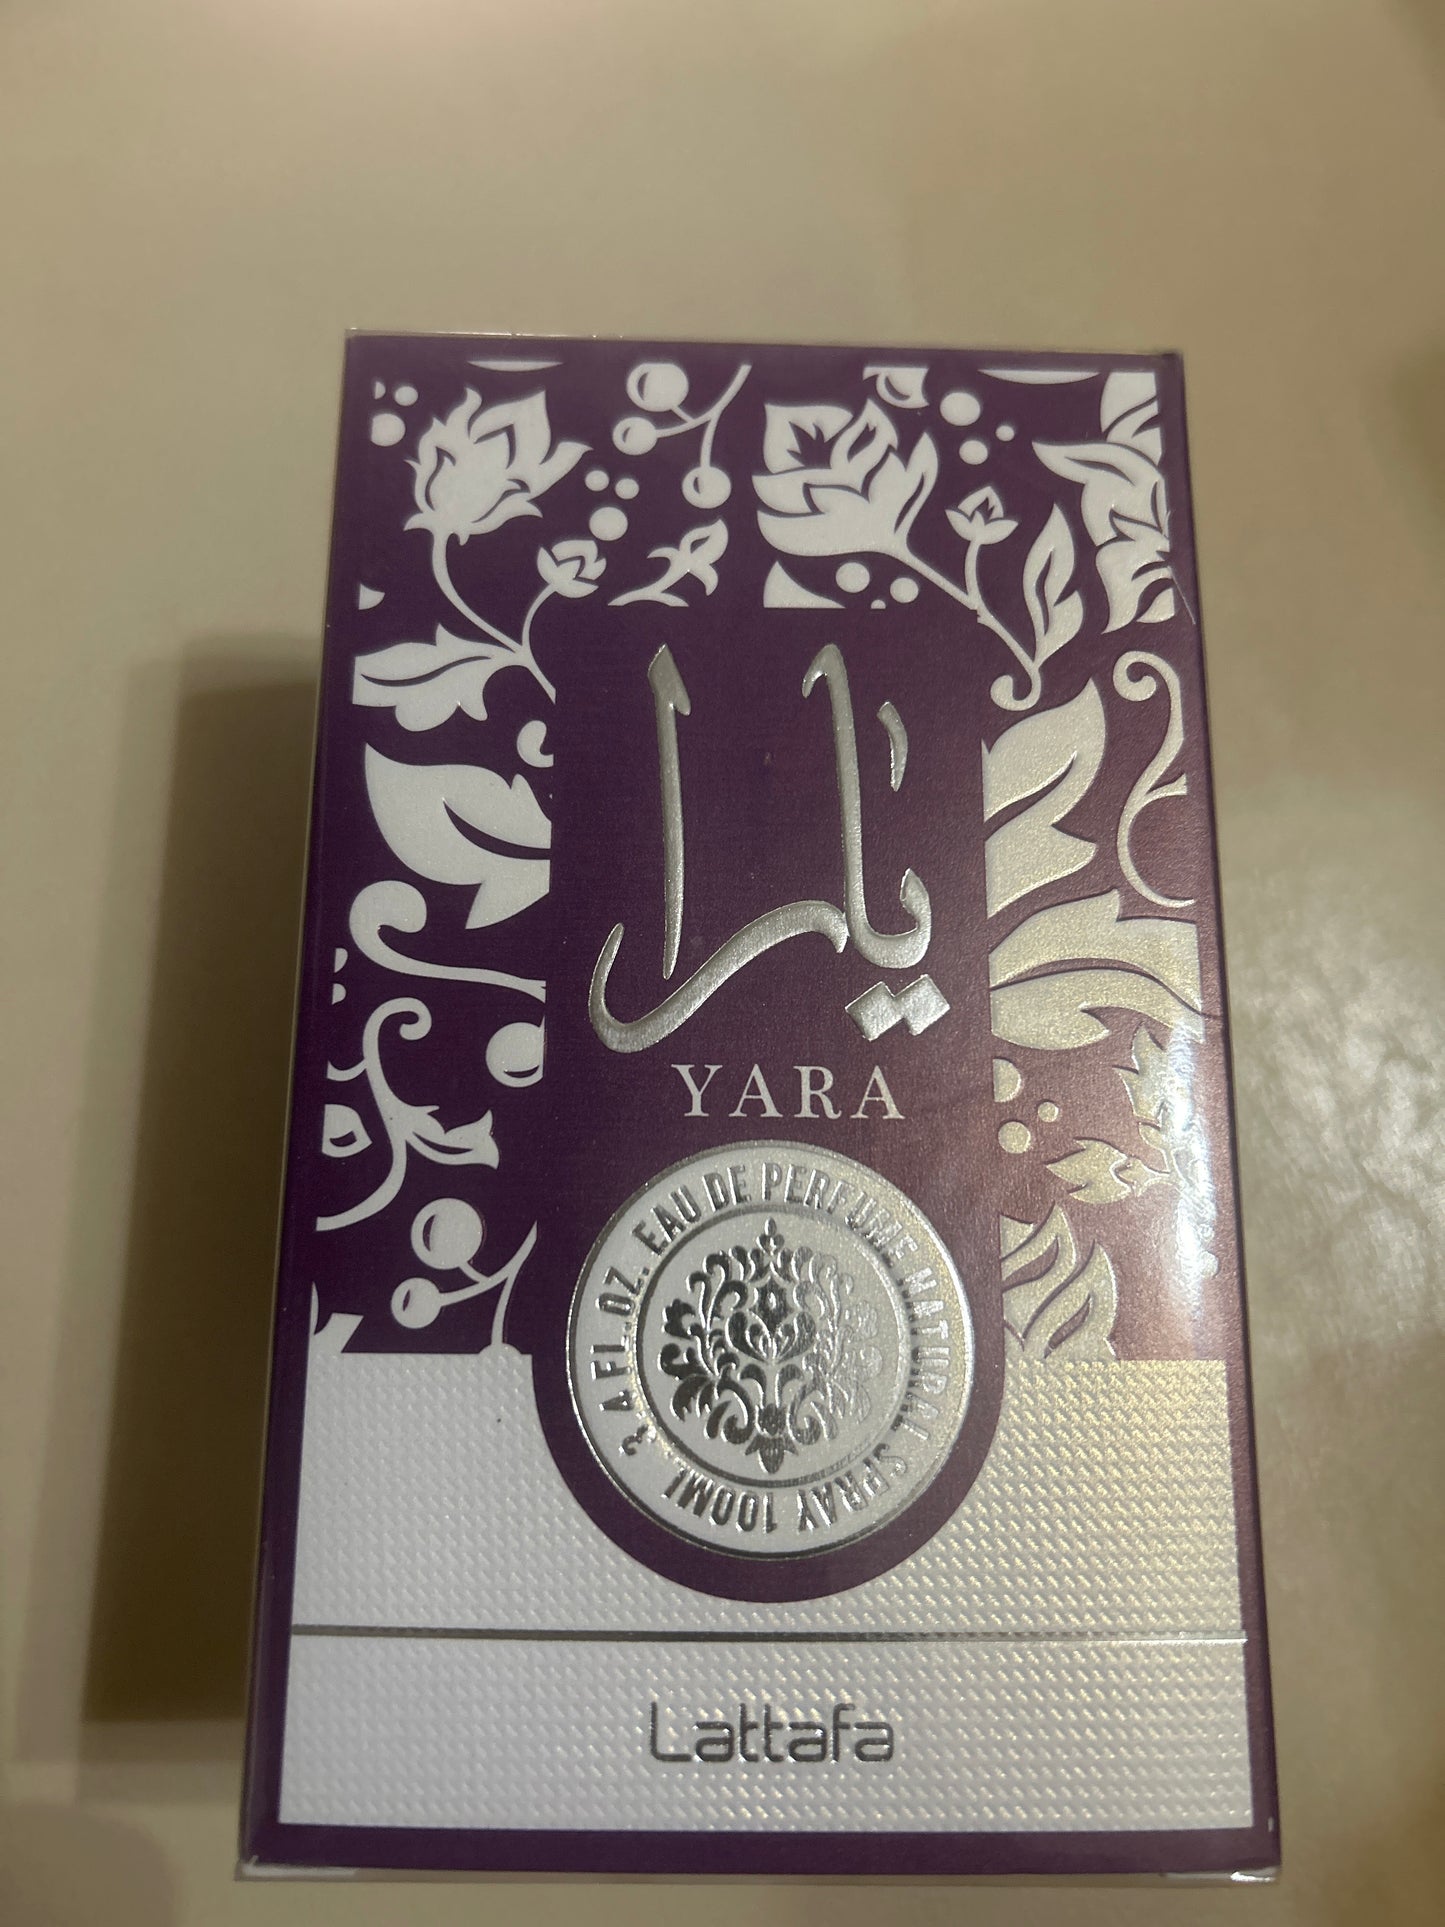 يارا
YARA
3.4 FL.OZ. EAU DE PERFUME NATURAL SPRAY 100ML.
Lattafa